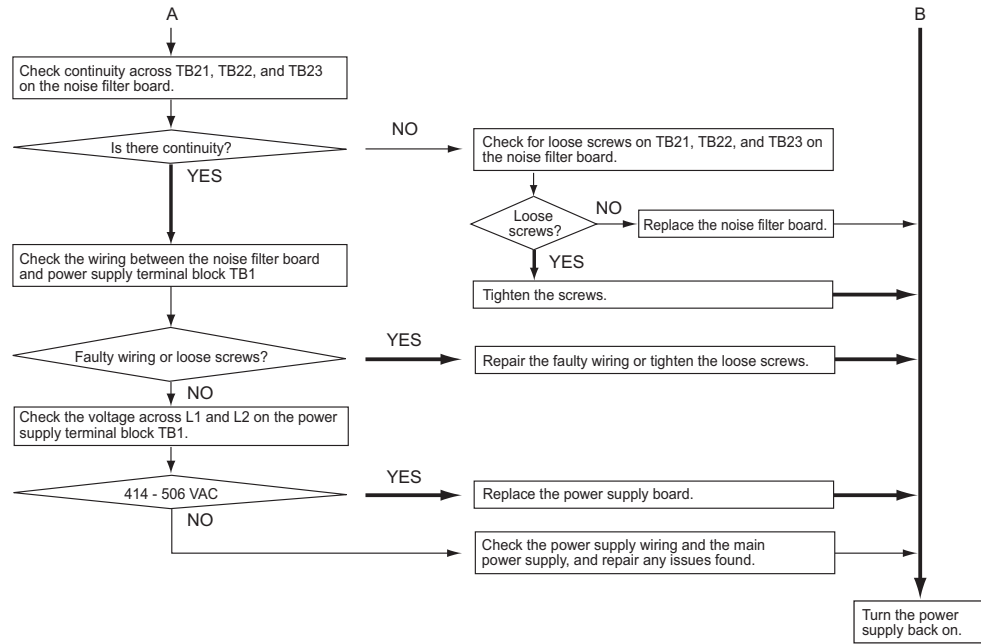 A
B
Check continuity across TB21, TB22, and TB23
on the noise filter board.
Is there continuity?
NO
YES
Check for loose screws on TB21, TB22, and TB23 on
the noise filter board.
Loose
screws?
NO
Replace the noise filter board.
YES
Tighten the screws.
Check the wiring between the noise filter board
and power supply terminal block TB1
Faulty wiring or loose screws?
YES
Repair the faulty wiring or tighten the loose screws.
NO
Check the voltage across L1 and L2 on the power
supply terminal block TB1.
414 - 506 VAC
YES
Replace the power supply board.
NO
Check the power supply wiring and the main
power supply, and repair any issues found.
Turn the power
supply back on.